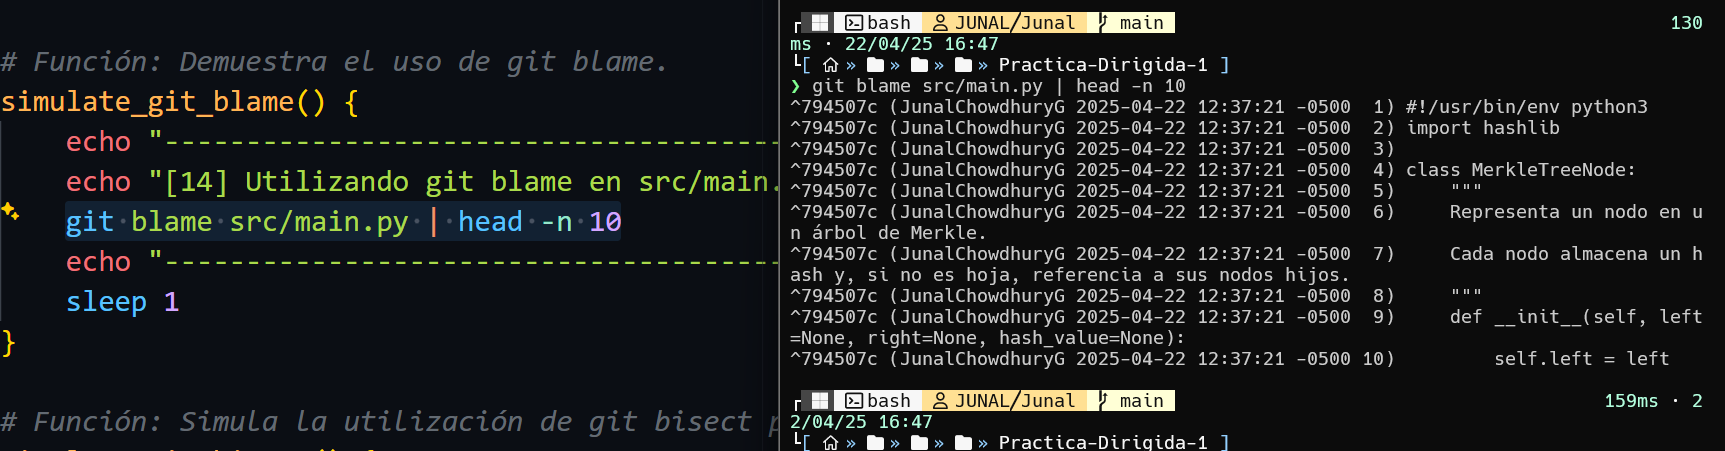 # Función: Demuestra el uso de git blame.
simulate_git_blame() {
    echo "-----------------------------------
    echo "[14] Utilizando git blame en src/main.
    git blame src/main.py | head -n 10
    echo "-----------------------------------
    sleep 1
}
# Función: Simula la utilización de git bisect p
bash JUNAL/Junal main 130
ms · 22/04/25 16:47
[ » » » » Practica-Dirigida-1 ]
❯ git blame src/main.py | head -n 10
^794507c (JunalChowdhuryG 2025-04-22 12:37:21 -0500  1) #!/usr/bin/env python3
^794507c (JunalChowdhuryG 2025-04-22 12:37:21 -0500  2) import hashlib
^794507c (JunalChowdhuryG 2025-04-22 12:37:21 -0500  3)
^794507c (JunalChowdhuryG 2025-04-22 12:37:21 -0500  4) class MerkleTreeNode:
^794507c (JunalChowdhuryG 2025-04-22 12:37:21 -0500  5)     """
^794507c (JunalChowdhuryG 2025-04-22 12:37:21 -0500  6)     Representa un nodo en u
n árbol de Merkle.
^794507c (JunalChowdhuryG 2025-04-22 12:37:21 -0500  7)     Cada nodo almacena un h
ash y, si no es hoja, referencia a sus nodos hijos.
^794507c (JunalChowdhuryG 2025-04-22 12:37:21 -0500  8)     """
^794507c (JunalChowdhuryG 2025-04-22 12:37:21 -0500  9)     def __init__(self, left
=None, right=None, hash_value=None):
^794507c (JunalChowdhuryG 2025-04-22 12:37:21 -0500 10)         self.left = left
bash JUNAL/Junal main 159ms · 2
2/04/25 16:47
[ » » » » Practica-Dirigida-1 ]